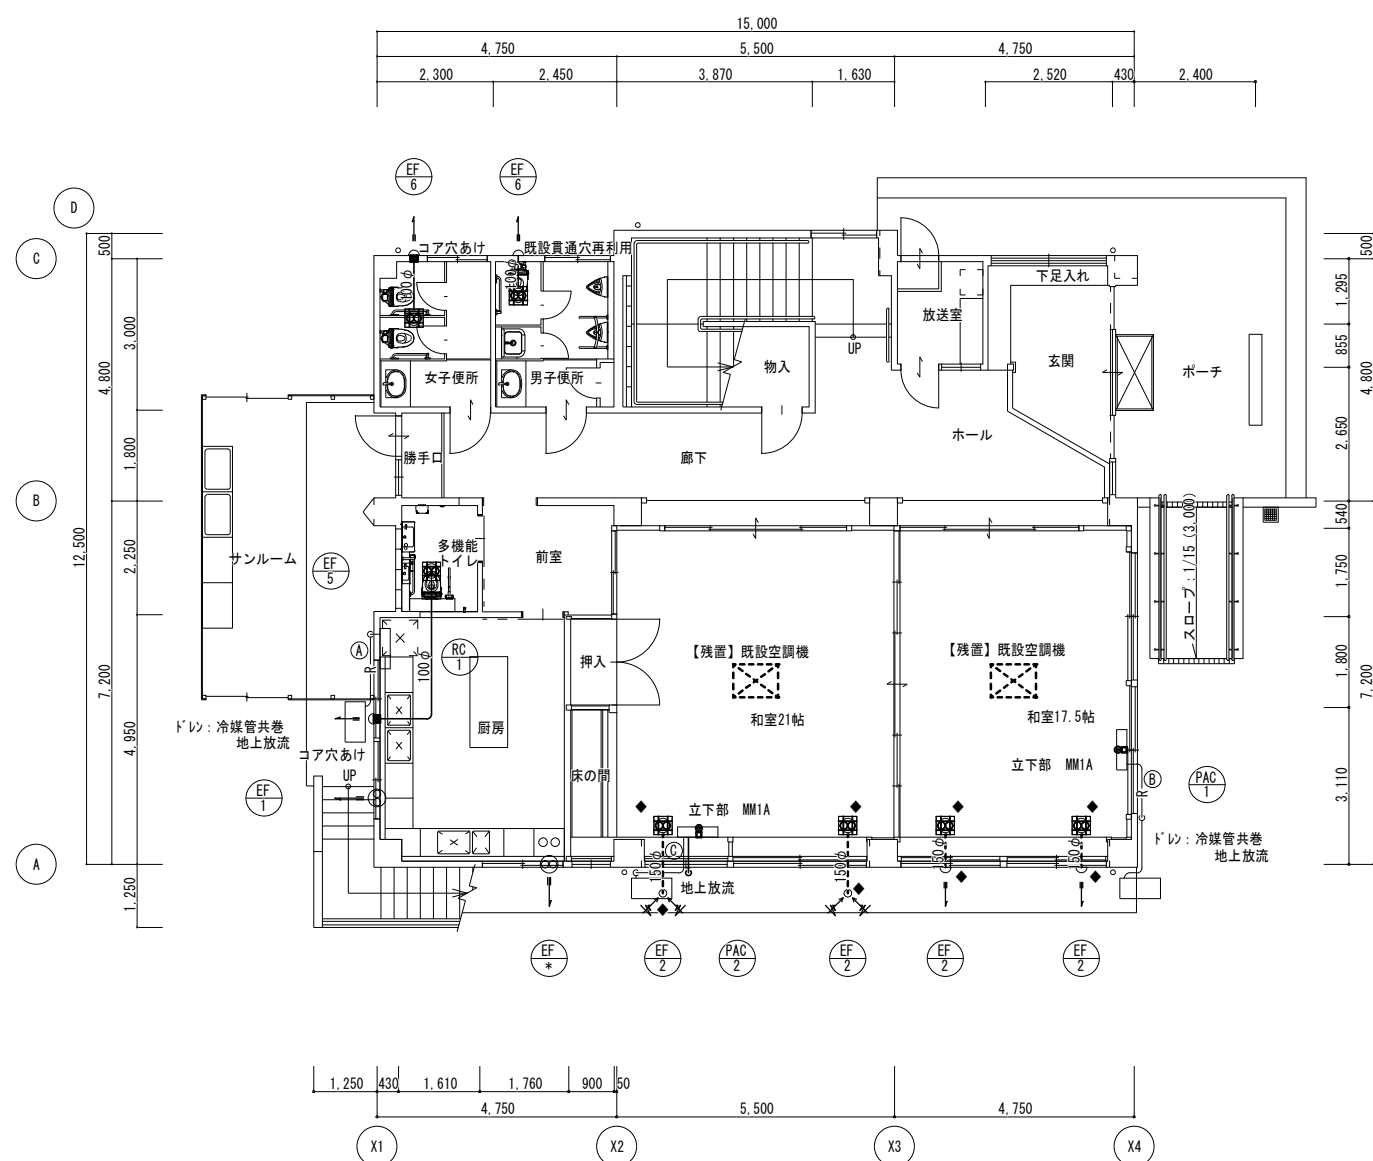 15,000
4,750
5,500
4,750
2,300
2,450
3,870
1,630
2,520
430
2,400
EF
6
EF
6
D
C
B
A
500
3,000
4,800
1,800
12,500
2,250
7,200
4,950
1,250
500
1,295
855
4,800
2,650
540
1,750
1,800
7,200
3,110
コア穴あけ
既設貫通穴再利用
100φ
100φ
下足入れ
放送室
玄関
ポーチ
UP
物入
女子便所
男子便所
ホール
勝手口
廊下
スロープ：1/15 (3,000)
サンルーム
EF
5
多機能
トイレ
前室
A
R
RC
1
100φ
押入
【残置】既設空調機
【残置】既設空調機
和室21帖
和室17.5帖
ドレン：冷媒管共巻
地上放流
コア穴あけ
UP
厨房
床の間
EF
1
立下部 MM1A
立下部 MM1A
B
R
PAC
1
ドレン：冷媒管共巻
地上放流
C
地上放流
150φ
150φ
150φ
150φ
EF
*
EF
2
PAC
2
EF
2
EF
2
EF
2
1,250
430
1,610
1,760
900
50
4,750
5,500
4,750
X1
X2
X3
X4